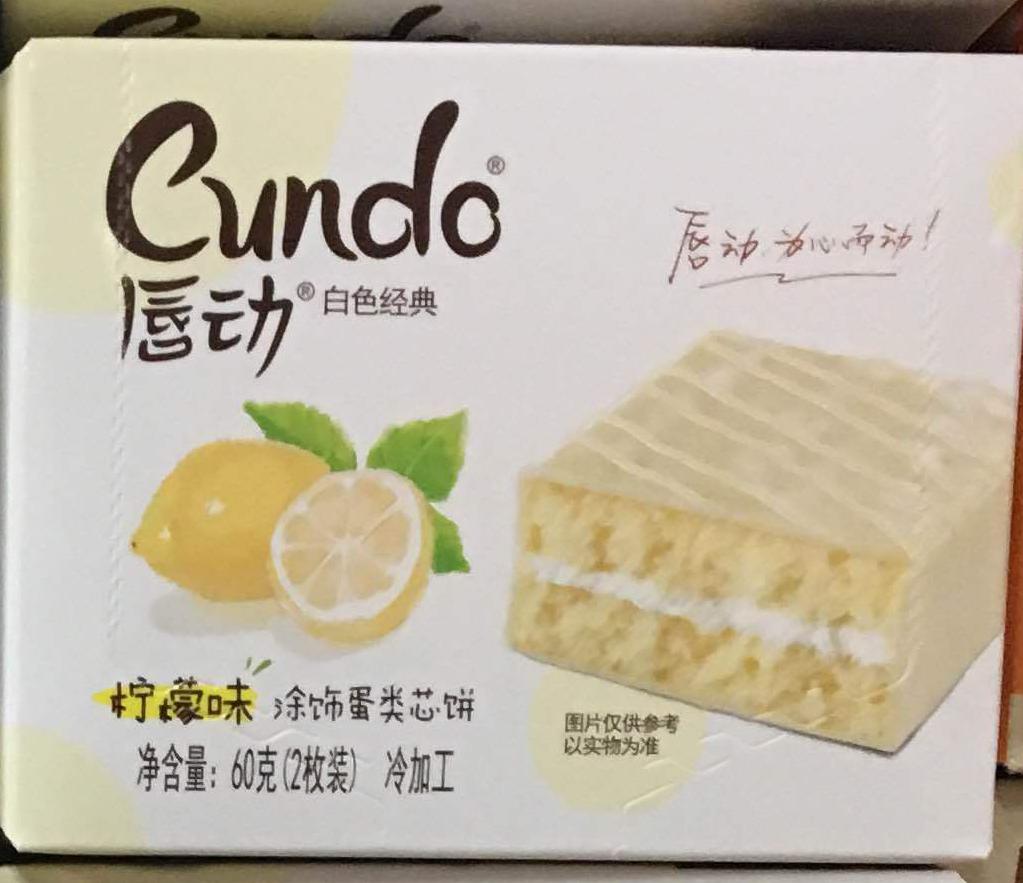 Cundo®
唇动® 白色经典
唇动,为心而动!
柠檬味 涂饰蛋类芯饼
净含量：60克(2枚装) 冷加工
图片仅供参考
以实物为准